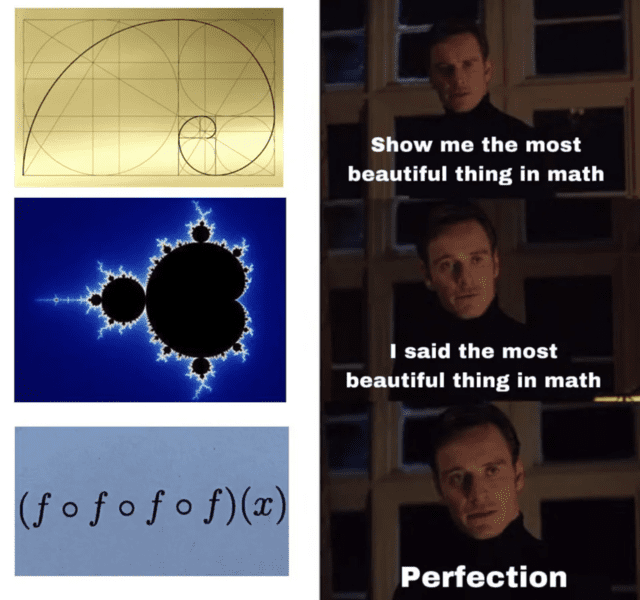 Show me the most
beautiful thing in math
I said the most
beautiful thing in math
(f ∘ f ∘ f ∘ f)(x)
Perfection